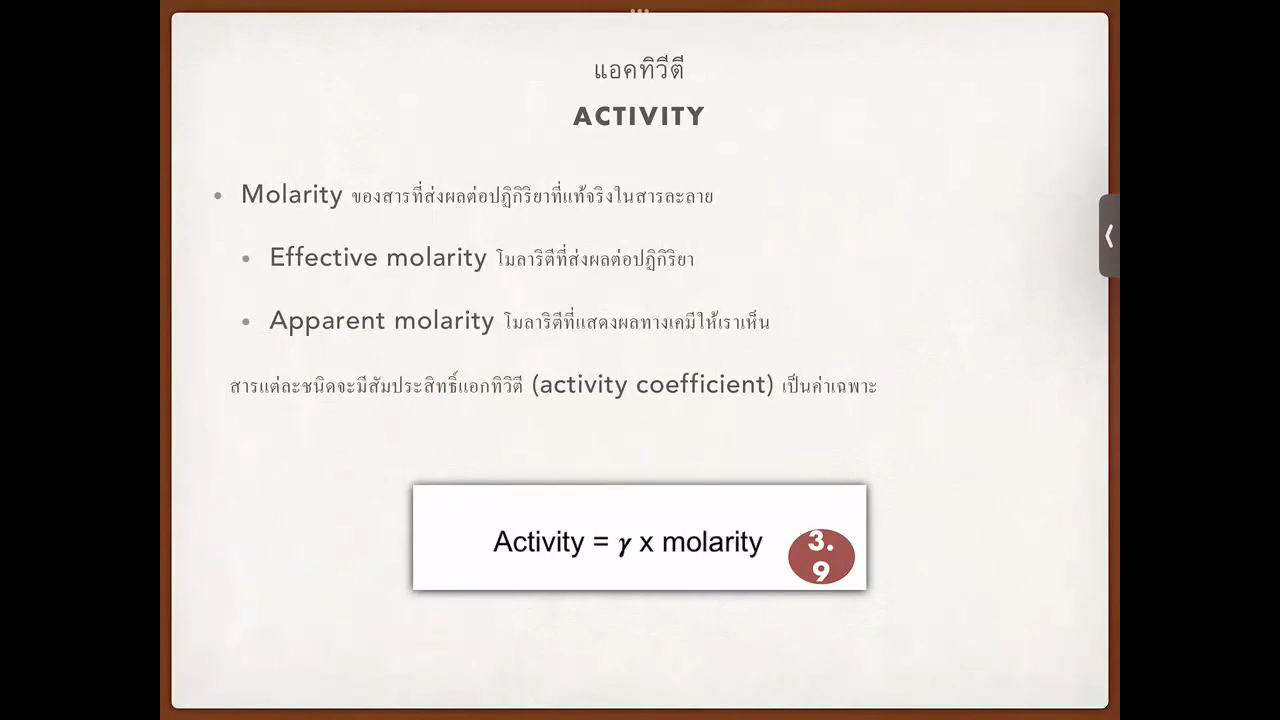 แอคทิวีตี
ACTIVITY
• Molarity ของสารที่ส่งผลต่อปฏิกิริยาที่แท้จริงในสารละลาย
• Effective molarity โมลาริตีที่ส่งผลต่อปฏิกิริยา
• Apparent molarity โมลาริตีที่แสดงผลทางเคมีให้เราเห็น
สารแต่ละชนิดจะมีสัมประสิทธิ์แอกทิวิตี (activity coefficient) เป็นค่าเฉพาะ
Activity = γ x molarity
3.
9